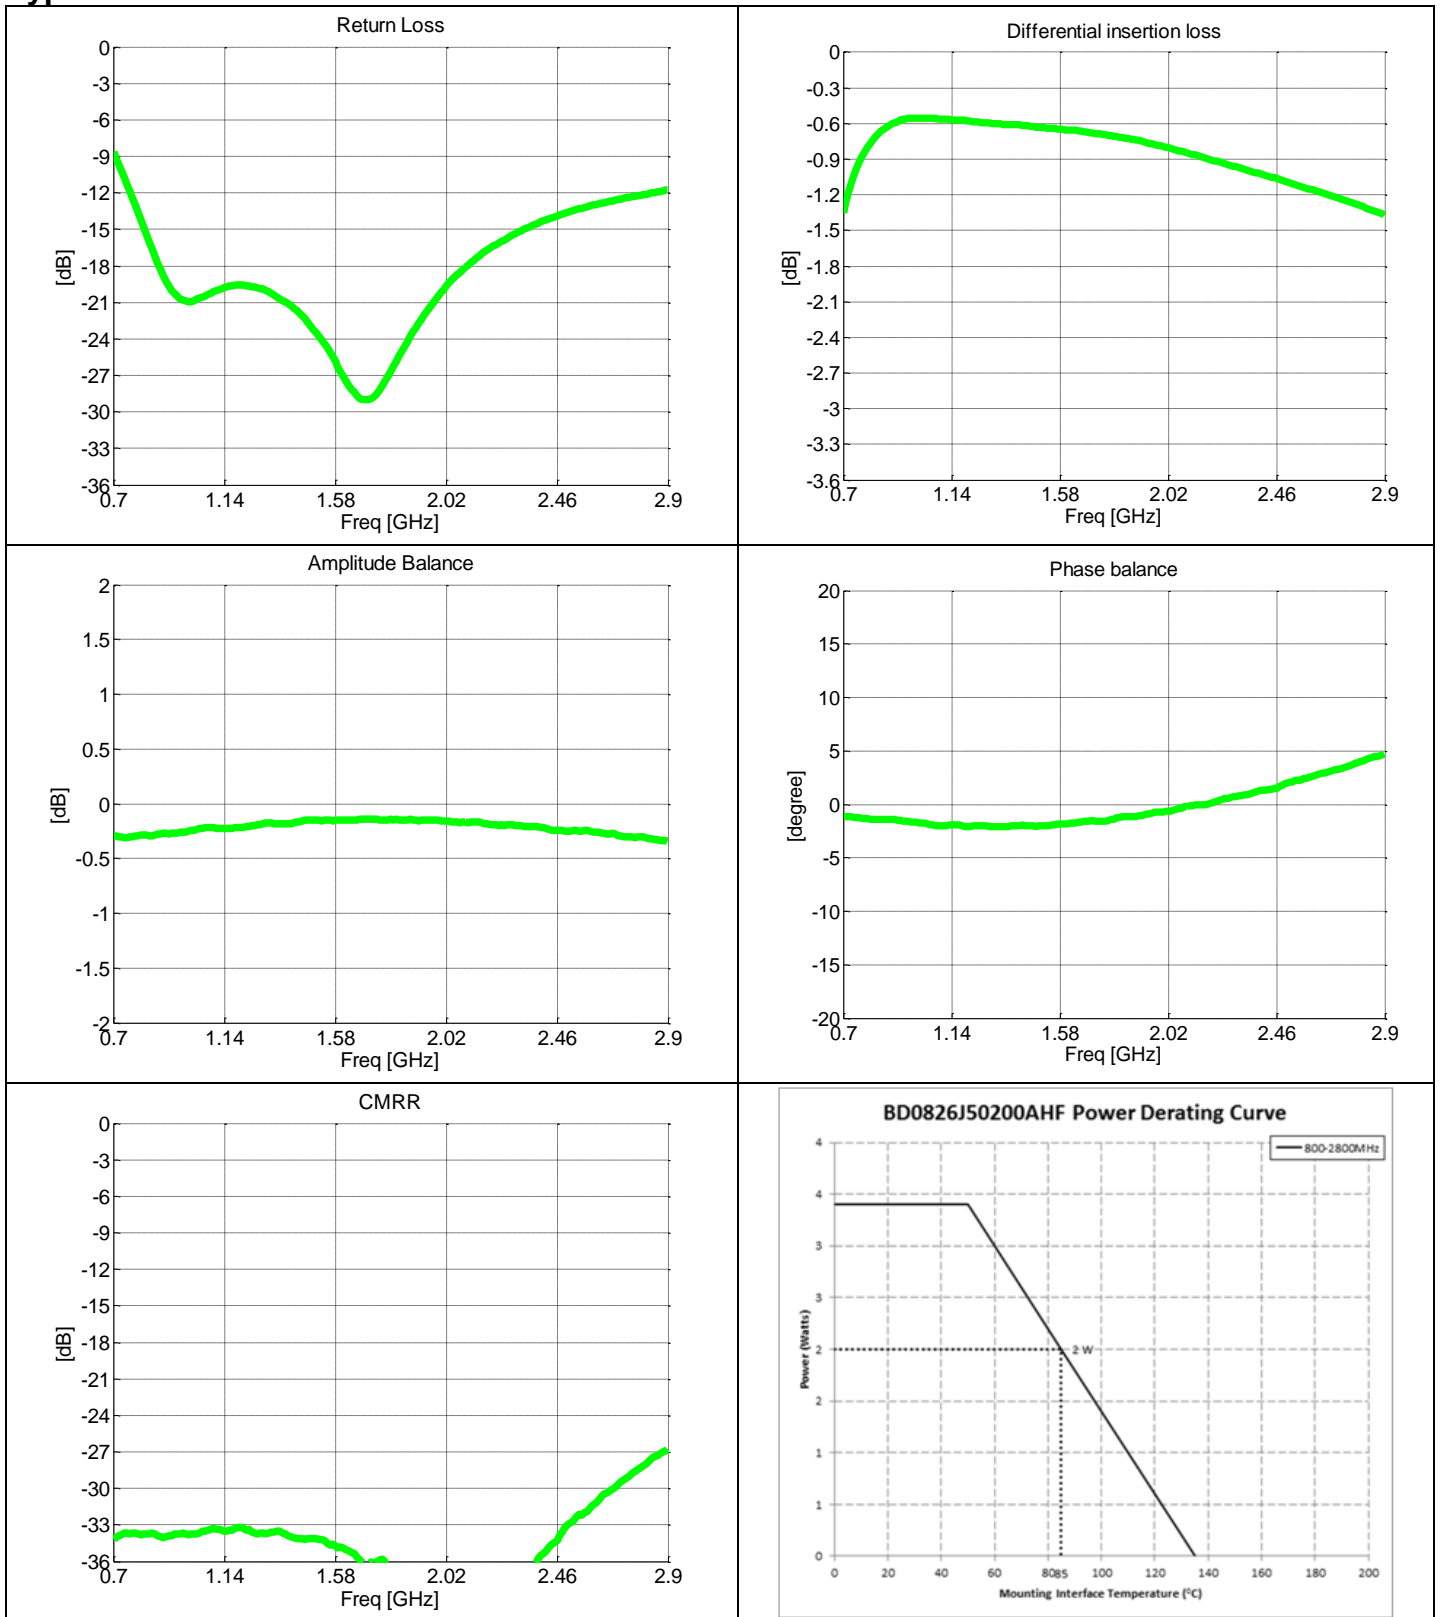 Return Loss
0
-3
-6
-9
-12
-15
-18
-21
-24
-27
-30
-33
-36
[dB]
0.7 1.14 1.58 2.02 2.46 2.9
Freq [GHz]
Differential insertion loss
0
-0.3
-0.6
-0.9
-1.2
-1.5
-1.8
-2.1
-2.4
-2.7
-3
-3.3
-3.6
[dB]
0.7 1.14 1.58 2.02 2.46 2.9
Freq [GHz]
Amplitude Balance
2
1.5
1
0.5
0
-0.5
-1
-1.5
-2
[dB]
0.7 1.14 1.58 2.02 2.46 2.9
Freq [GHz]
Phase balance
20
15
10
5
0
-5
-10
-15
-20
[degree]
0.7 1.14 1.58 2.02 2.46 2.9
Freq [GHz]
CMRR
0
-3
-6
-9
-12
-15
-18
-21
-24
-27
-30
-33
-36
[dB]
0.7 1.14 1.58 2.02 2.46 2.9
Freq [GHz]
BD0826J50200AHF Power Derating Curve
800-2800MHz
4
4
3
3
2
2
1
1
0
2 W
Power (Watts)
0 20 40 60 80 85 100 120 140 160 180 200
Mounting Interface Temperature (°C)